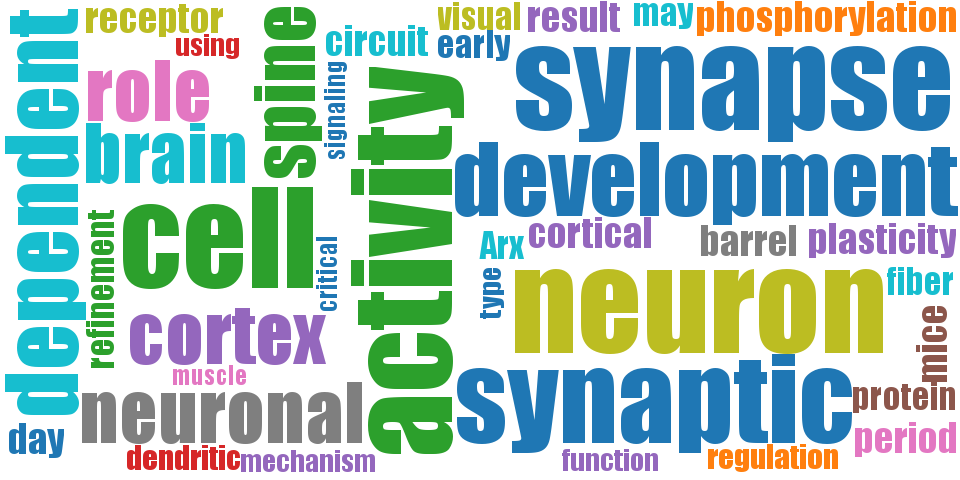 dependent
receptor
using
role
brain
spine
signaling
circuit
activity
visual
early
result
may
phosphorylation
synapse
development
cell
refinement
critical
cortex
muscle
neuronal
day
dendritic
mechanism
Arx
cortical
barrel
plasticity
type
neuron
fiber
mice
synaptic
protein
period
function
regulation